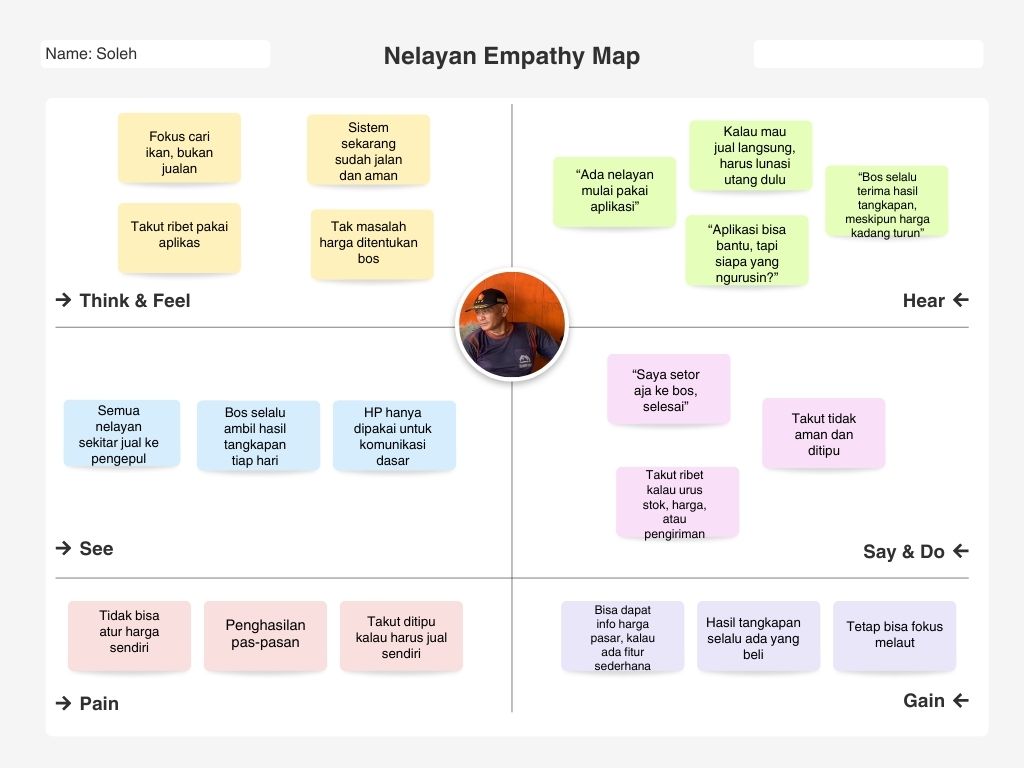 Name: Soleh
Nelayan Empathy Map
Fokus cari
ikan, bukan
jualan
Sistem
sekarang
sudah jalan
dan aman
Takut ribet pakai
aplikas
Tak masalah
harga ditentukan
bos
→ Think & Feel
“Ada nelayan
mulai pakai
aplikasi”
Kalau mau
jual langsung,
harus lunasi
utang dulu
“Bos selalu
terima hasil
tangkapan,
meskipun harga
kadang turun”
“Aplikasi bisa
bantu, tapi
siapa yang
ngurusin?”
Hear ←
Semua
nelayan
sekitar jual ke
pengepul
Bos selalu
ambil hasil
tangkapan
tiap hari
HP hanya
dipakai untuk
komunikasi
dasar
→ See
“Saya setor
aja ke bos,
selesai”
Takut tidak
aman dan
ditipu
Takut ribet
kalau urus
stok, harga,
atau
pengiriman
Say & Do ←
Tidak bisa
atur harga
sendiri
Penghasilan
pas-pasan
Takut ditipu
kalau harus jual
sendiri
→ Pain
Bisa dapat
info harga
pasar, kalau
ada fitur
sederhana
Hasil tangkapan
selalu ada yang
beli
Tetap bisa fokus
melaut
Gain ←